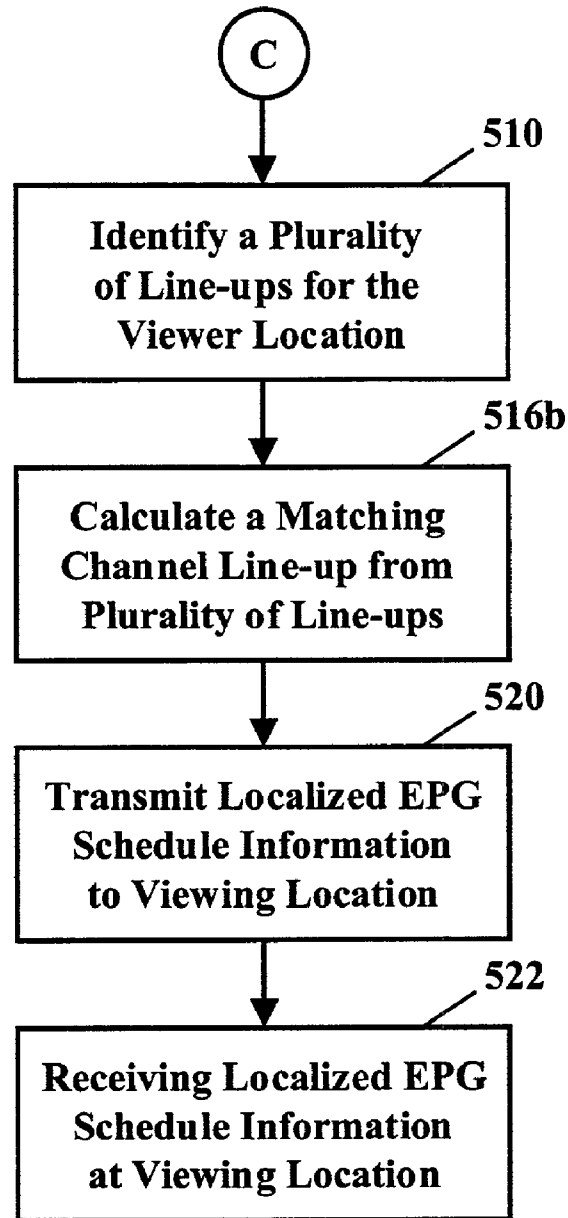 C
510
Identify a Plurality
of Line-ups for the
Viewer Location
516b
Calculate a Matching
Channel Line-up from
Plurality of Line-ups
520
Transmit Localized EPG
Schedule Information
to Viewing Location
522
Receiving Localized EPG
Schedule Information
at Viewing Location